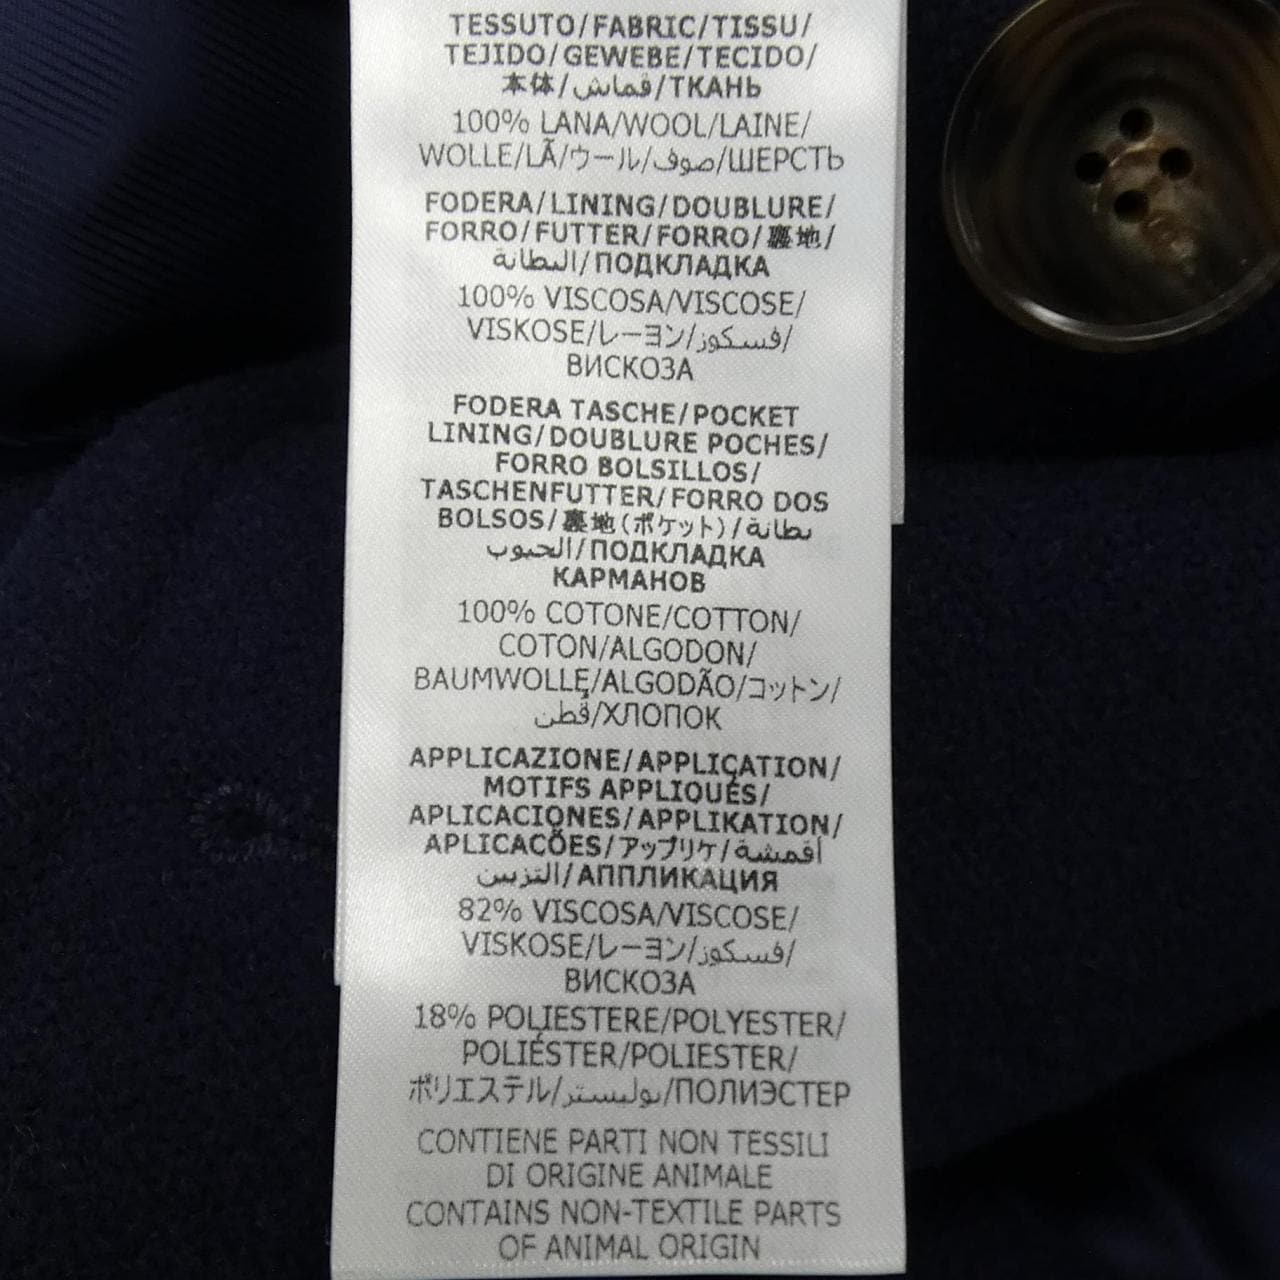 TESSUTO/FABRIC/TISSU/
TEJIDO/GEWEBE/TECIDO/
本体/قماش/ТКАНЬ
100% LANA/WOOL/LAINE/
WOLLE/LÃ/ウール/صوف/ШЕРСТЬ
FODERA/LINING/DOUBLURE/
FORRO/FUTTER/FORRO/裏地/
البطانة/ПОДКЛАДКА
100% VISCOSA/VISCOSE/
VISKOSE/レーヨン/فسكوز/
ВИСКОЗА
FODERA TASCHE/POCKET
LINING/DOUBLURE POCHES/
FORRO BOLSILLOS/
TASCHENFUTTER/FORRO DOS
BOLSOS/裏地(ポケット)/بطانة
الجيوب/ПОДКЛАДКА
КАРМАНОВ
100% COTONE/COTTON/
COTON/ALGODON/
BAUMWOLLE/ALGODÃO/コットン/
قطن/ХЛОПОК
APPLICAZIONE/APPLICATION/
MOTIFS APPLIQUÉS/
APLICACIONES/APPLIKATION/
APLICAÇÕES/アップリケ/أقمشة
التزيين/АППЛИКАЦИЯ
82% VISCOSA/VISCOSE/
VISKOSE/レーヨン/فسكوز/
ВИСКОЗА
18% POLIESTERE/POLYESTER/
POLIÉSTER/POLIESTER/
ポリエステル/بوليستر/ПОЛИЭСТЕР
CONTIENE PARTI NON TESSILI
DI ORIGINE ANIMALE
CONTAINS NON-TEXTILE PARTS
OF ANIMAL ORIGIN